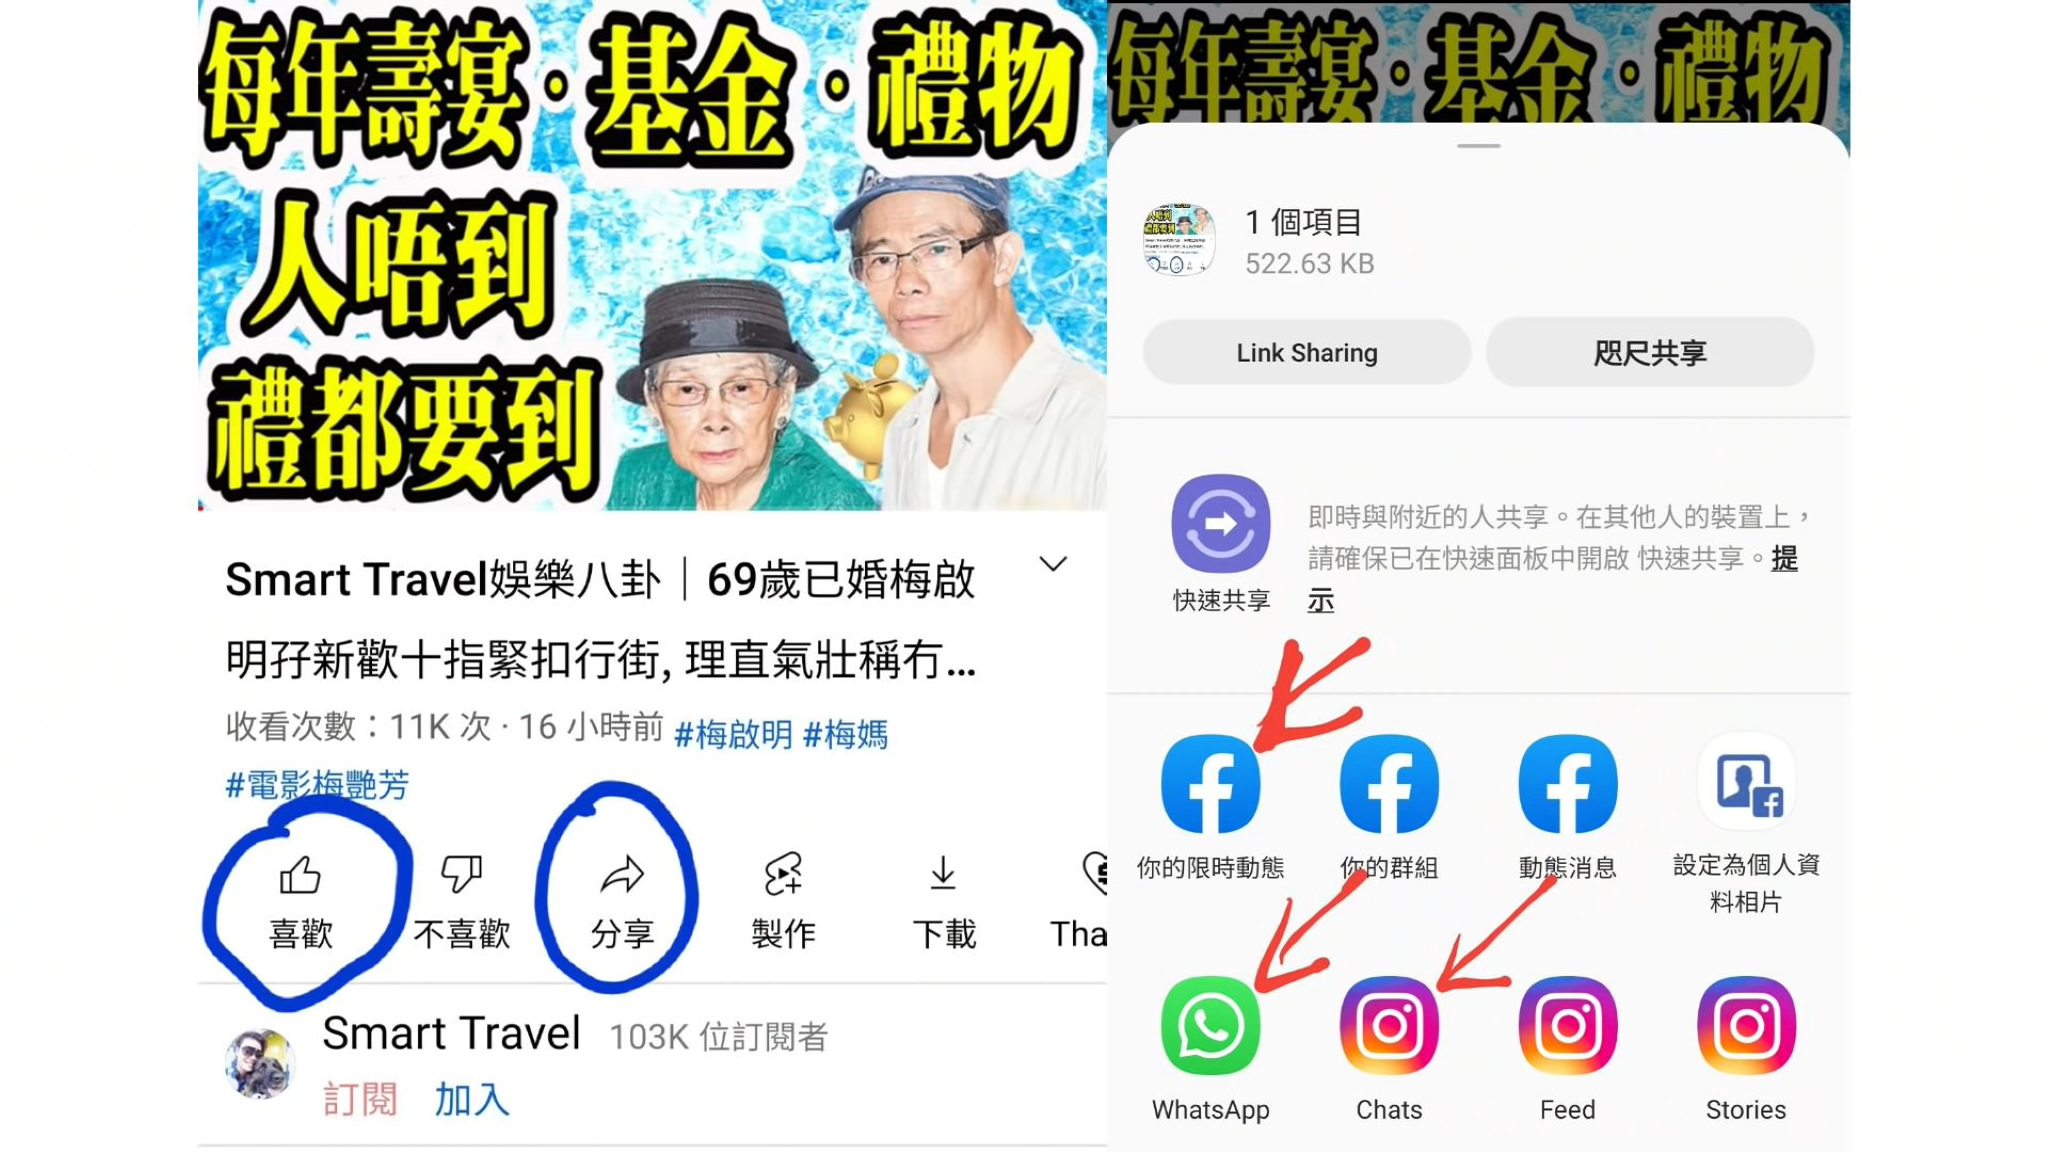 每年壽宴·基金·禮物
人唔到
禮都要到
Smart Travel娛樂八卦｜69歲已婚梅啟
明孖新歡十指緊扣行街, 理直氣壯稱冇...
收看次數：11K 次 · 16 小時前 #梅啟明 #梅媽
#電影梅艷芳
喜歡
不喜歡
分享
製作
下載
Tha
Smart Travel 103K 位訂閱者
訂閱 加入
每年壽宴·基金·禮物
人唔到
禮都要到
1 個項目
522.63 KB
Link Sharing
咫尺共享
快速共享
即時與附近的人共享。在其他人的裝置上，
請確保已在快速面板中開啟 快速共享。提
示
你的限時動態
你的群組
動態消息
設定為個人資
料相片
WhatsApp
Chats
Feed
Stories